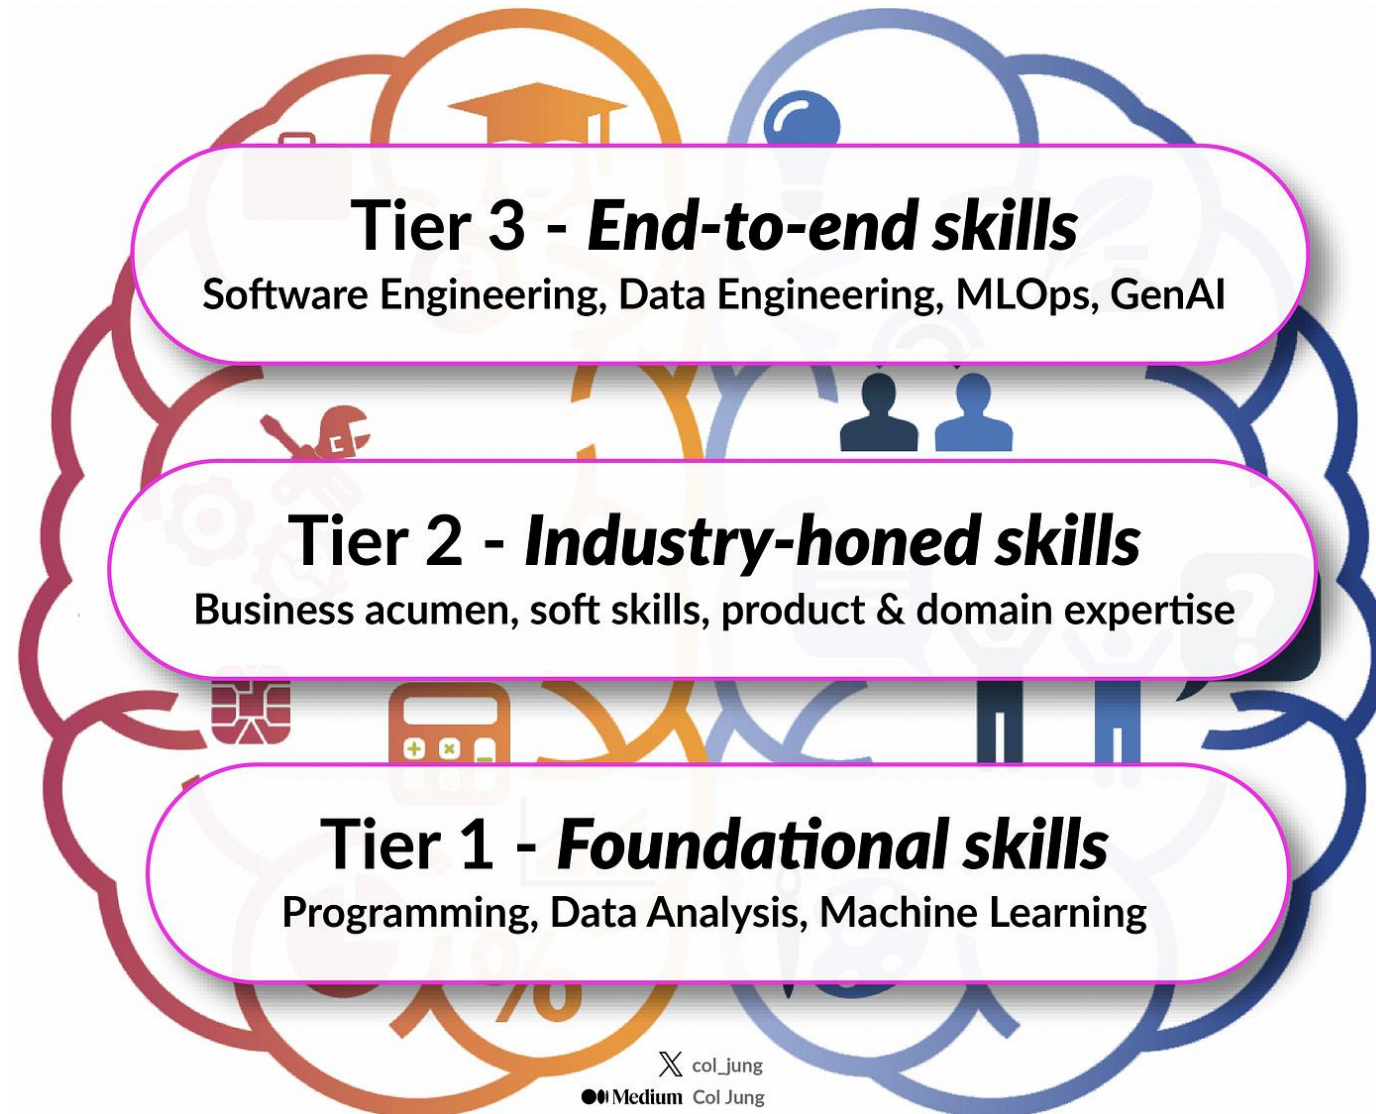 Tier 3 - End-to-end skills
Software Engineering, Data Engineering, MLOps, GenAI
Tier 2 - Industry-honed skills
Business acumen, soft skills, product & domain expertise
Tier 1 - Foundational skills
Programming, Data Analysis, Machine Learning
%
X col_jung
Medium Col Jung